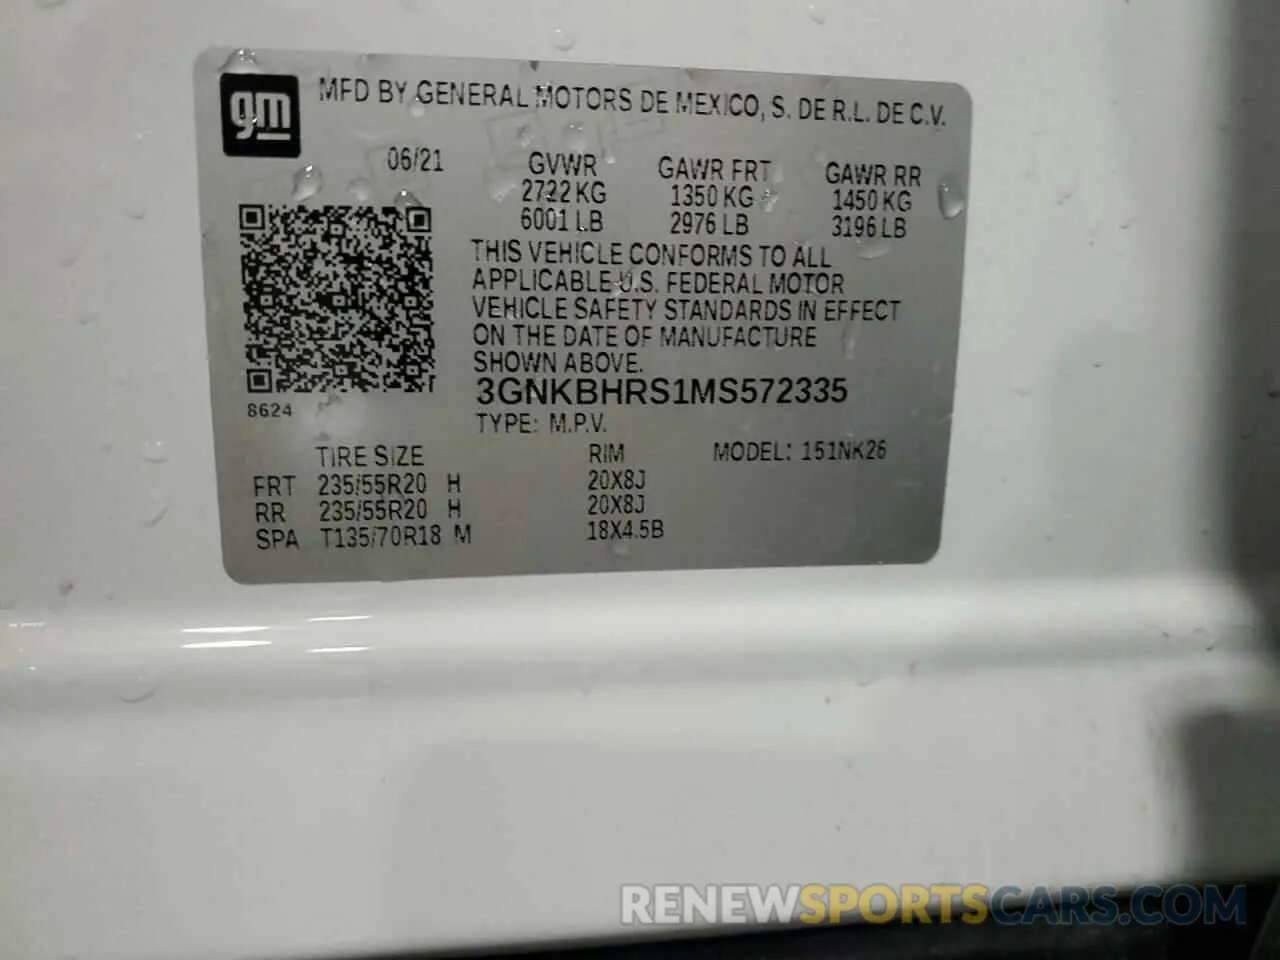 gm
MFD BY GENERAL MOTORS DE MEXICO, S. DE R.L. DE C.V.
06/21 GVWR GAWR FRT GAWR RR
2722 KG 1350 KG 1450 KG
6001 LB 2976 LB 3196 LB
THIS VEHICLE CONFORMS TO ALL
APPLICABLE U.S. FEDERAL MOTOR
VEHICLE SAFETY STANDARDS IN EFFECT
ON THE DATE OF MANUFACTURE
SHOWN ABOVE.
3GNKBHRS1MS572335
8624
TYPE: M.P.V.
TIRE SIZE RIM MODEL: 151NK26
FRT 235/55R20 H 20X8J
RR 235/55R20 H 20X8J
SPA T135/70R18 M 18X4.5B
RENEWSPORTSCARS.COM